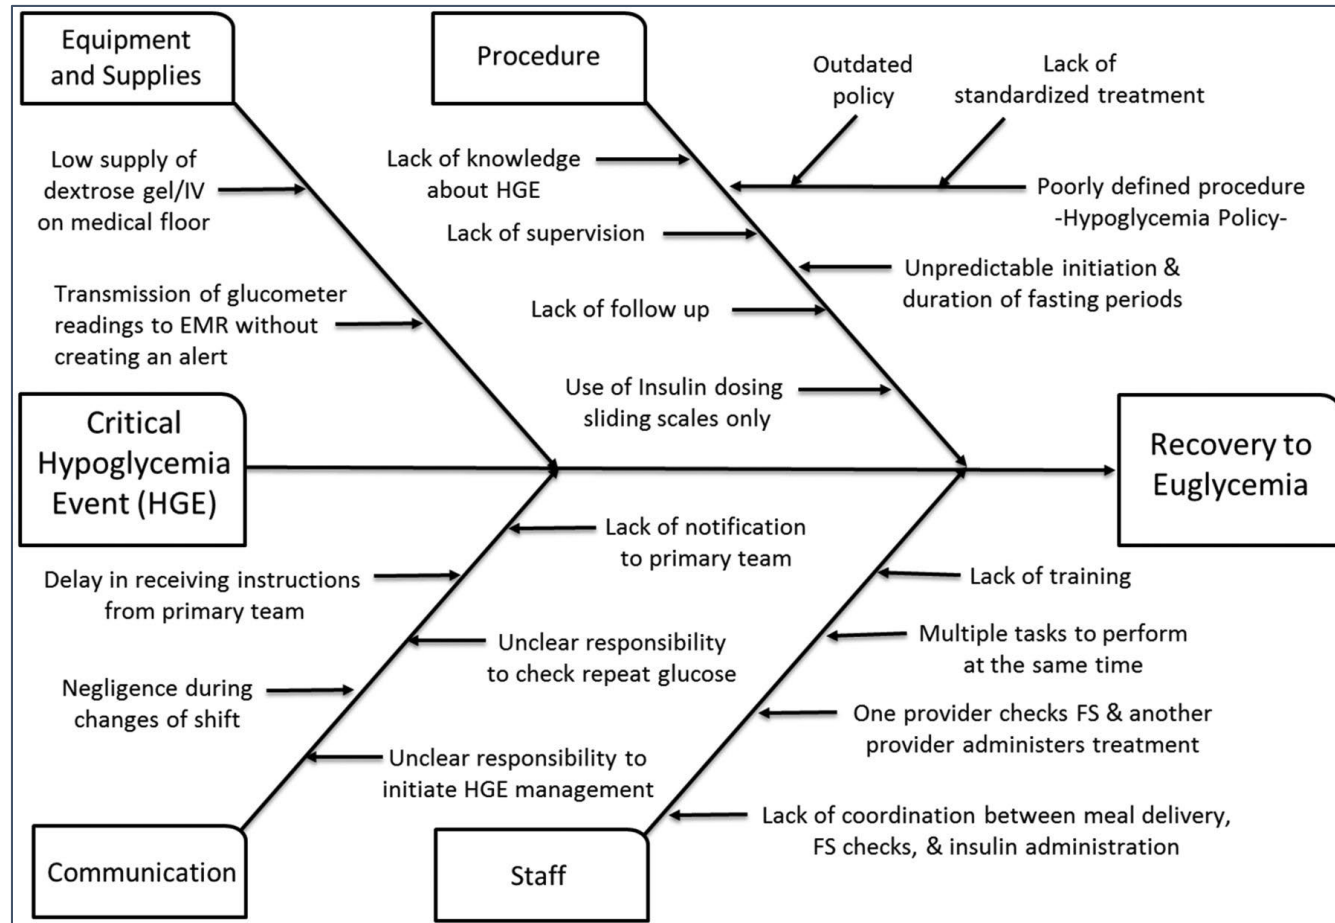 Equipment
and Supplies
Procedure
Outdated
policy
Lack of
standardized treatment
Low supply of
dextrose gel/IV
on medical floor
Lack of knowledge
about HGE
Poorly defined procedure
-Hypoglycemia Policy-
Lack of supervision
Unpredictable initiation &
duration of fasting periods
Transmission of glucometer
readings to EMR without
creating an alert
Lack of follow up
Use of Insulin dosing
sliding scales only
Critical
Hypoglycemia
Event (HGE)
Recovery to
Euglycemia
Lack of notification
to primary team
Delay in receiving instructions
from primary team
Lack of training
Unclear responsibility
to check repeat glucose
Multiple tasks to perform
at the same time
Negligence during
changes of shift
One provider checks FS & another
provider administers treatment
Unclear responsibility to
initiate HGE management
Lack of coordination between meal delivery,
FS checks, & insulin administration
Communication
Staff